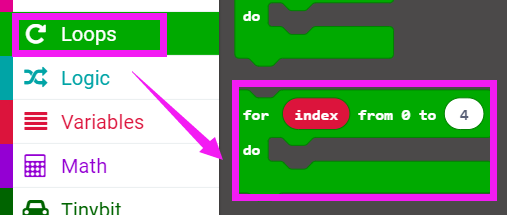 Loops
Logic
Variables
Math
Tinybit
do
for index from 0 to 4
do